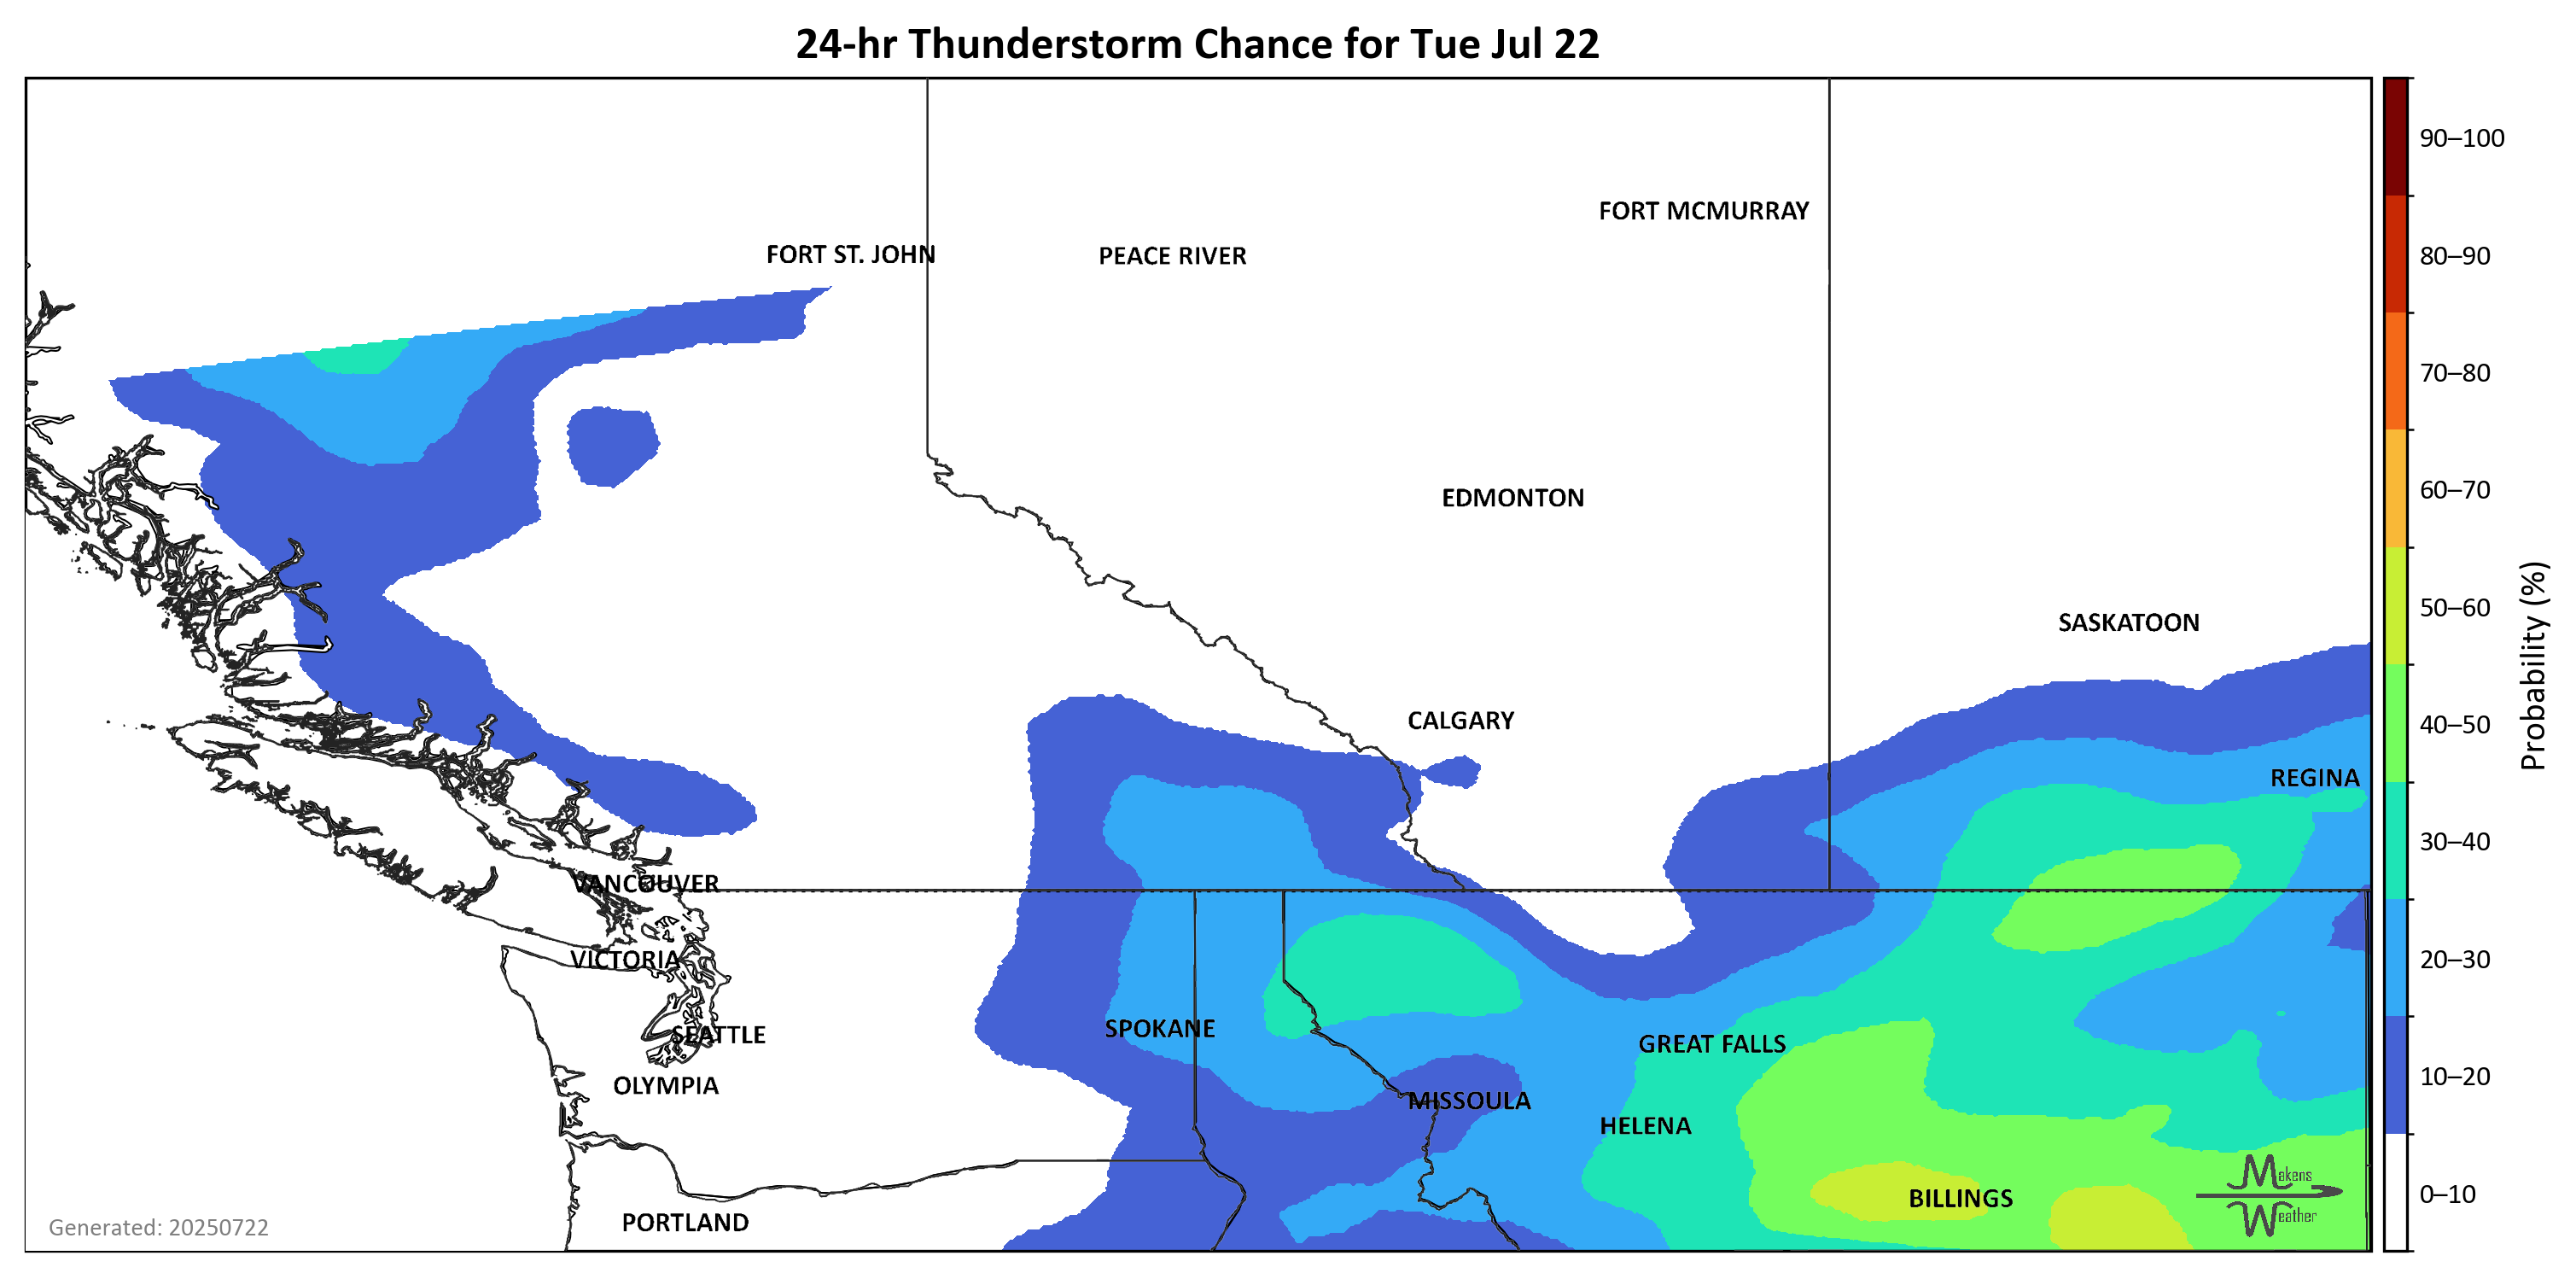 24-hr Thunderstorm Chance for Tue Jul 22
90–100
FORT MCMURRAY
FORT ST. JOHN
PEACE RIVER
80–90
70–80
60–70
EDMONTON
50–60
SASKATOON
Probability (%)
CALGARY
40–50
REGINA
30–40
VANCOUVER
VICTORIA
20–30
SPOKANE
SEATTLE
GREAT FALLS
OLYMPIA
10–20
MISSOULA
HELENA
Makens
Weather
0–10
BILLINGS
PORTLAND
Generated: 20250722